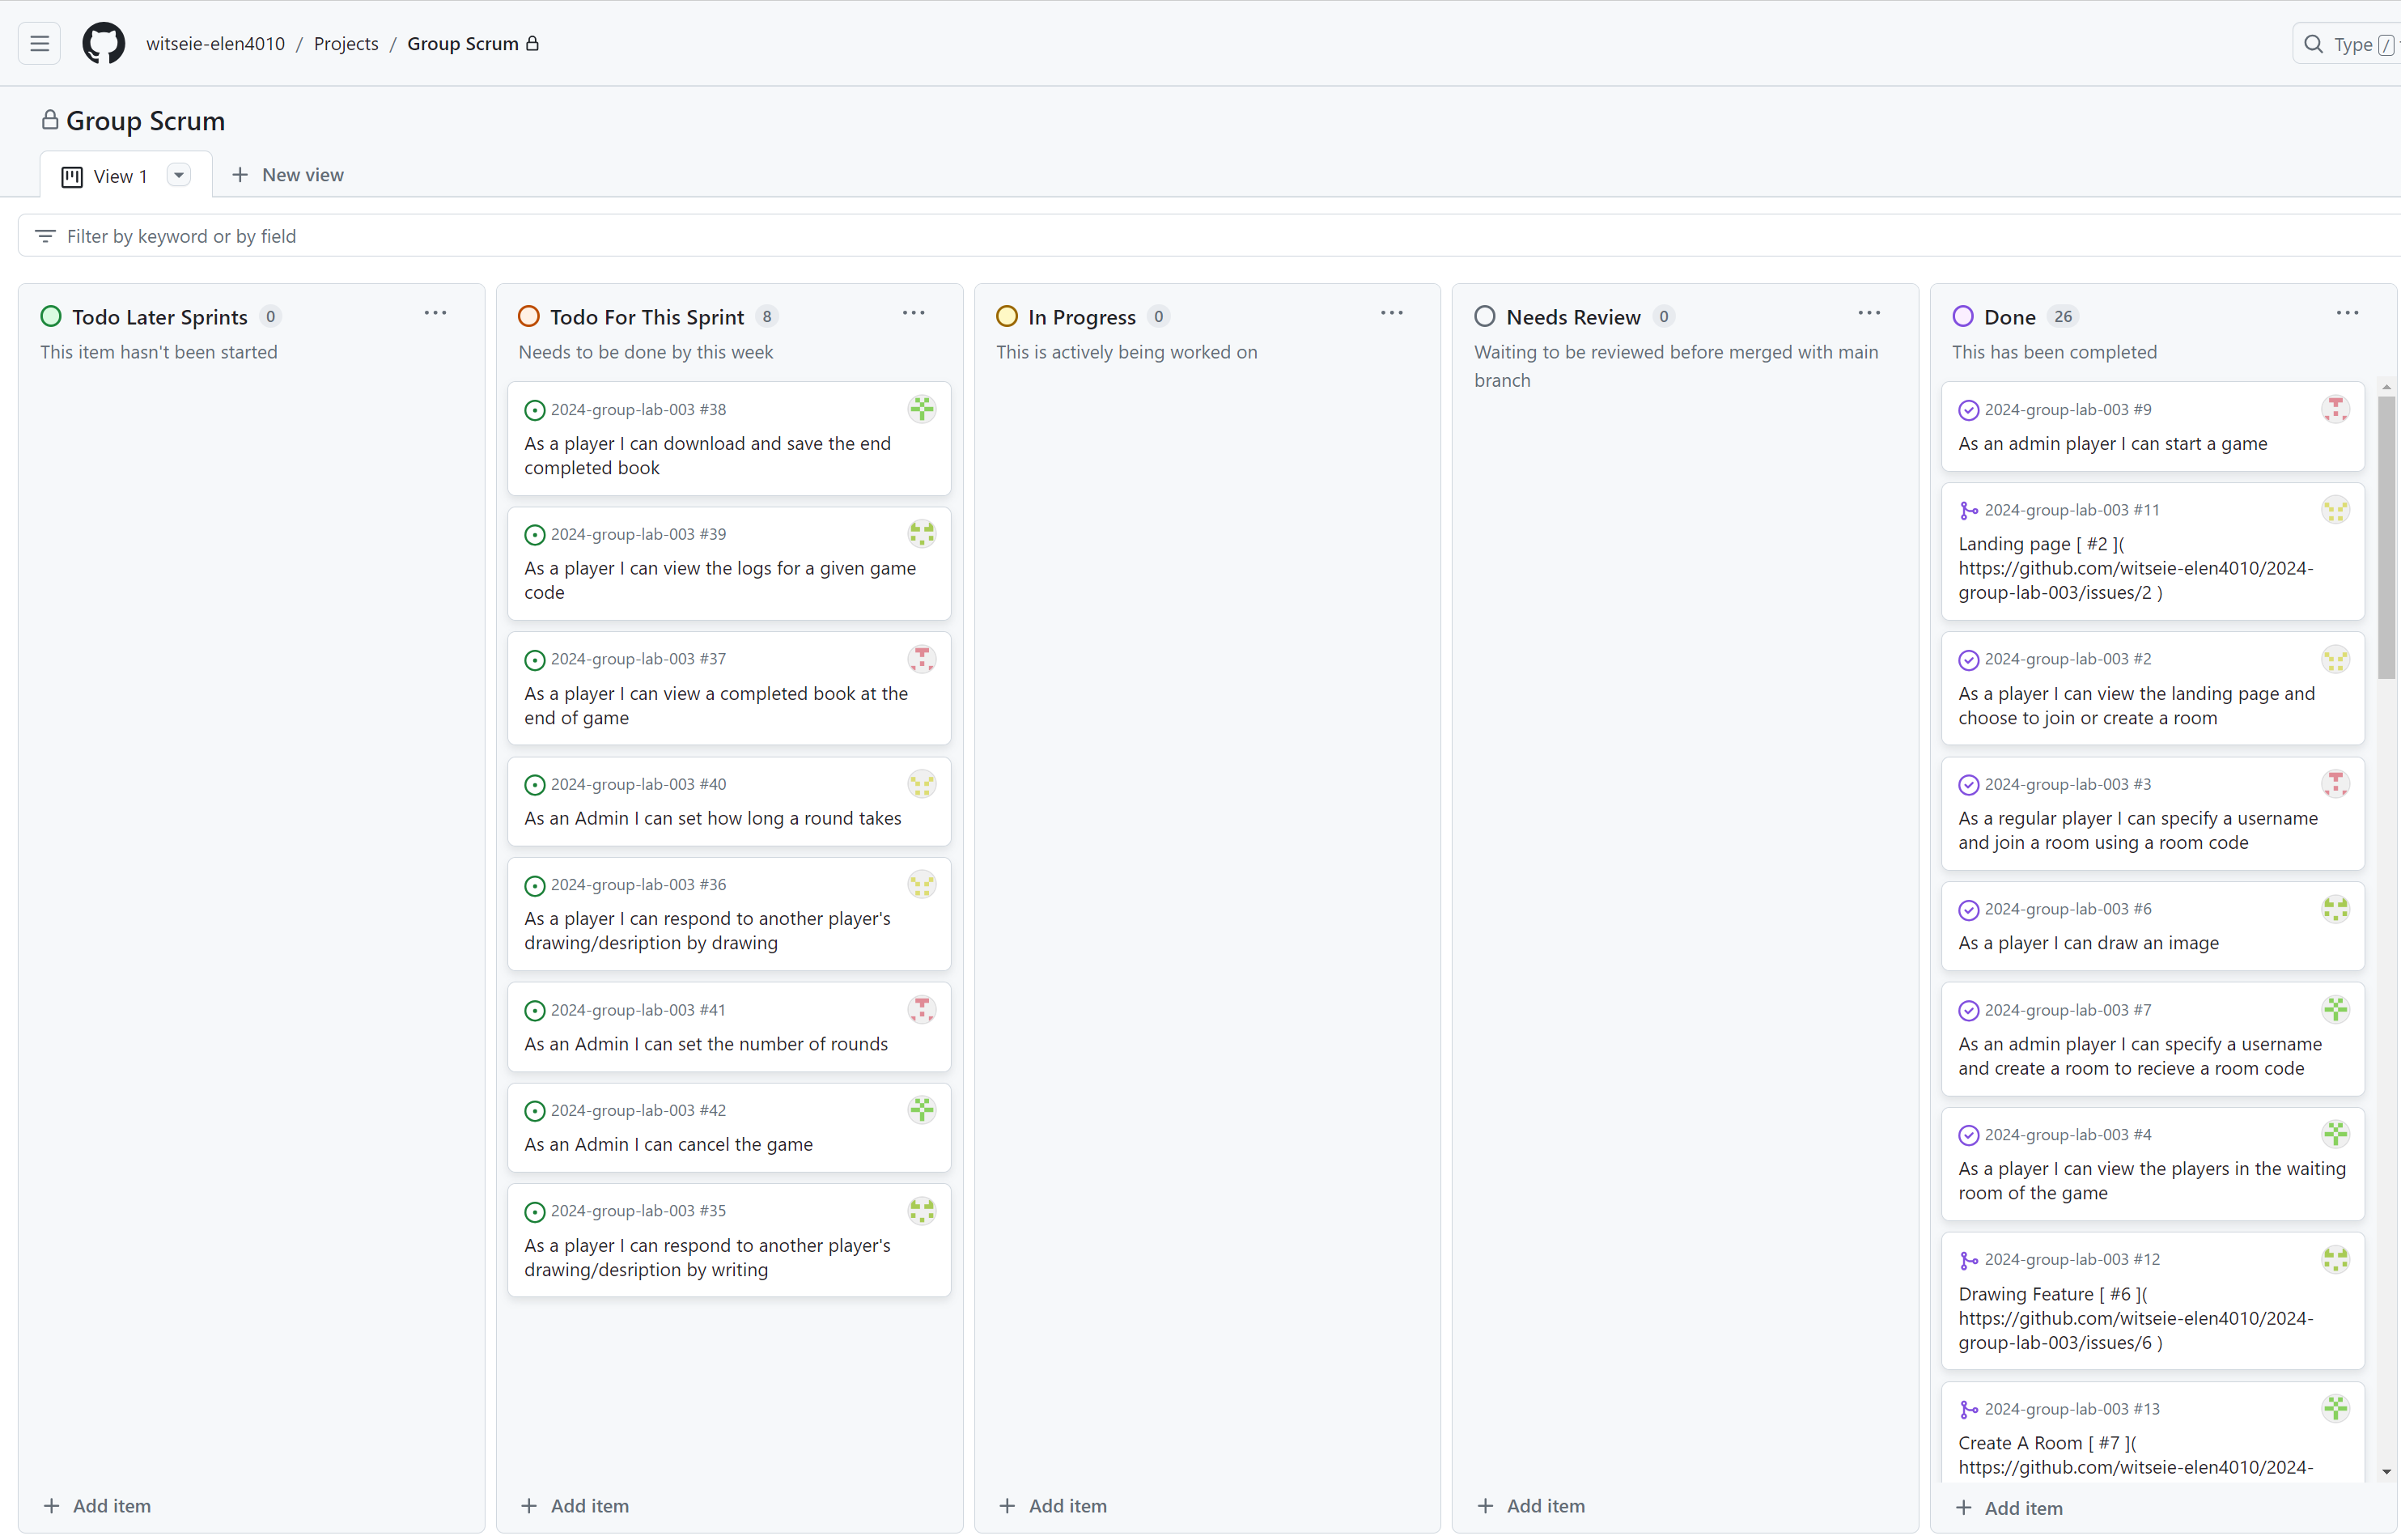 witseie-elen4010 / Projects / Group Scrum
Type /
Group Scrum
View 1
New view
Filter by keyword or by field
Todo Later Sprints 0
This item hasn't been started
Add item
Todo For This Sprint 8
Needs to be done by this week
2024-group-lab-003 #38
As a player I can download and save the end
completed book
2024-group-lab-003 #39
As a player I can view the logs for a given game
code
2024-group-lab-003 #37
As a player I can view a completed book at the
end of game
2024-group-lab-003 #40
As an Admin I can set how long a round takes
2024-group-lab-003 #36
As a player I can respond to another player's
drawing/desription by drawing
2024-group-lab-003 #41
As an Admin I can set the number of rounds
2024-group-lab-003 #42
As an Admin I can cancel the game
2024-group-lab-003 #35
As a player I can respond to another player's
drawing/desription by writing
Add item
In Progress 0
This is actively being worked on
Add item
Needs Review 0
Waiting to be reviewed before merged with main
branch
Add item
Done 26
This has been completed
2024-group-lab-003 #9
As an admin player I can start a game
2024-group-lab-003 #11
Landing page [ #2 ](
https://github.com/witseie-elen4010/2024-
group-lab-003/issues/2 )
2024-group-lab-003 #2
As a player I can view the landing page and
choose to join or create a room
2024-group-lab-003 #3
As a regular player I can specify a username
and join a room using a room code
2024-group-lab-003 #6
As a player I can draw an image
2024-group-lab-003 #7
As an admin player I can specify a username
and create a room to recieve a room code
2024-group-lab-003 #4
As a player I can view the players in the waiting
room of the game
2024-group-lab-003 #12
Drawing Feature [ #6 ](
https://github.com/witseie-elen4010/2024-
group-lab-003/issues/6 )
2024-group-lab-003 #13
Create A Room [ #7 ](
https://github.com/witseie-elen4010/2024-
Add item